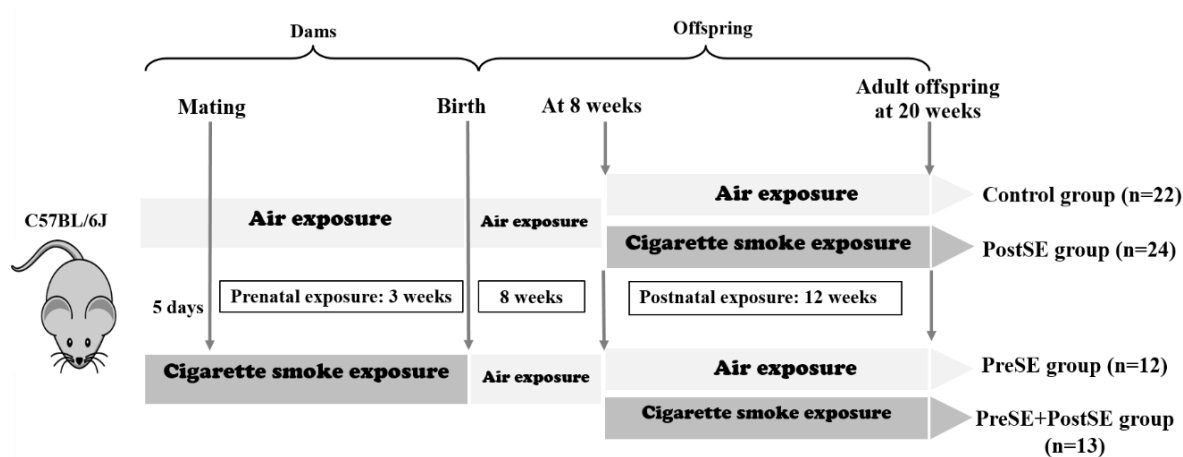 Dams
Offspring
Mating
Birth
At 8 weeks
Adult offspring
at 20 weeks
C57BL/6J
Air exposure
Air exposure
Air exposure
Control group (n=22)
Cigarette smoke exposure
PostSE group (n=24)
5 days
Prenatal exposure: 3 weeks
8 weeks
Postnatal exposure: 12 weeks
Cigarette smoke exposure
Air exposure
Air exposure
PreSE group (n=12)
Cigarette smoke exposure
PreSE+PostSE group
(n=13)